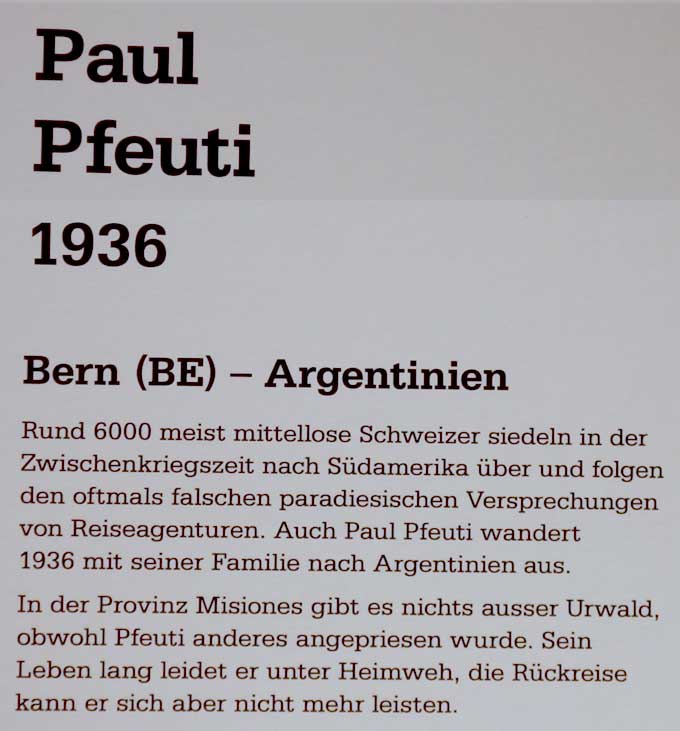 Paul
Pfeuti
1936
Bern (BE) – Argentinien
Rund 6000 meist mittellose Schweizer siedeln in der
Zwischenkriegszeit nach Südamerika über und folgen
den oftmals falschen paradiesischen Versprechungen
von Reiseagenturen. Auch Paul Pfeuti wandert
1936 mit seiner Familie nach Argentinien aus.
In der Provinz Misiones gibt es nichts ausser Urwald,
obwohl Pfeuti anderes angepriesen wurde. Sein
Leben lang leidet er unter Heimweh, die Rückreise
kann er sich aber nicht mehr leisten.